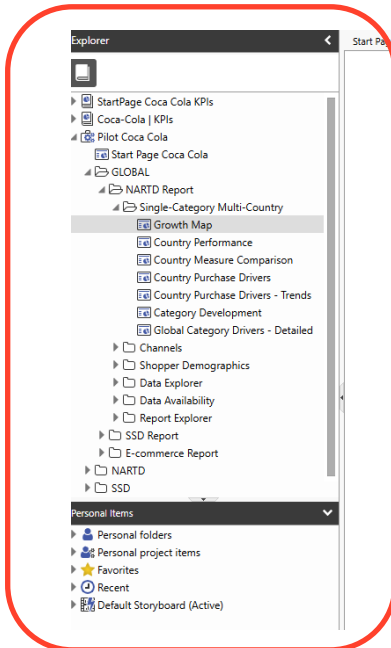 Explorer
Start Pag
StartPage Coca Cola KPIs
Coca-Cola | KPIs
Pilot Coca Cola
Start Page Coca Cola
GLOBAL
NARTD Report
Single-Category Multi-Country
Growth Map
Country Performance
Country Measure Comparison
Country Purchase Drivers
Country Purchase Drivers - Trends
Category Development
Global Category Drivers - Detailed
Channels
Shopper Demographics
Data Explorer
Data Availability
Report Explorer
SSD Report
E-commerce Report
NARTD
SSD
Personal Items
Personal folders
Personal project items
Favorites
Recent
Default Storyboard (Active)